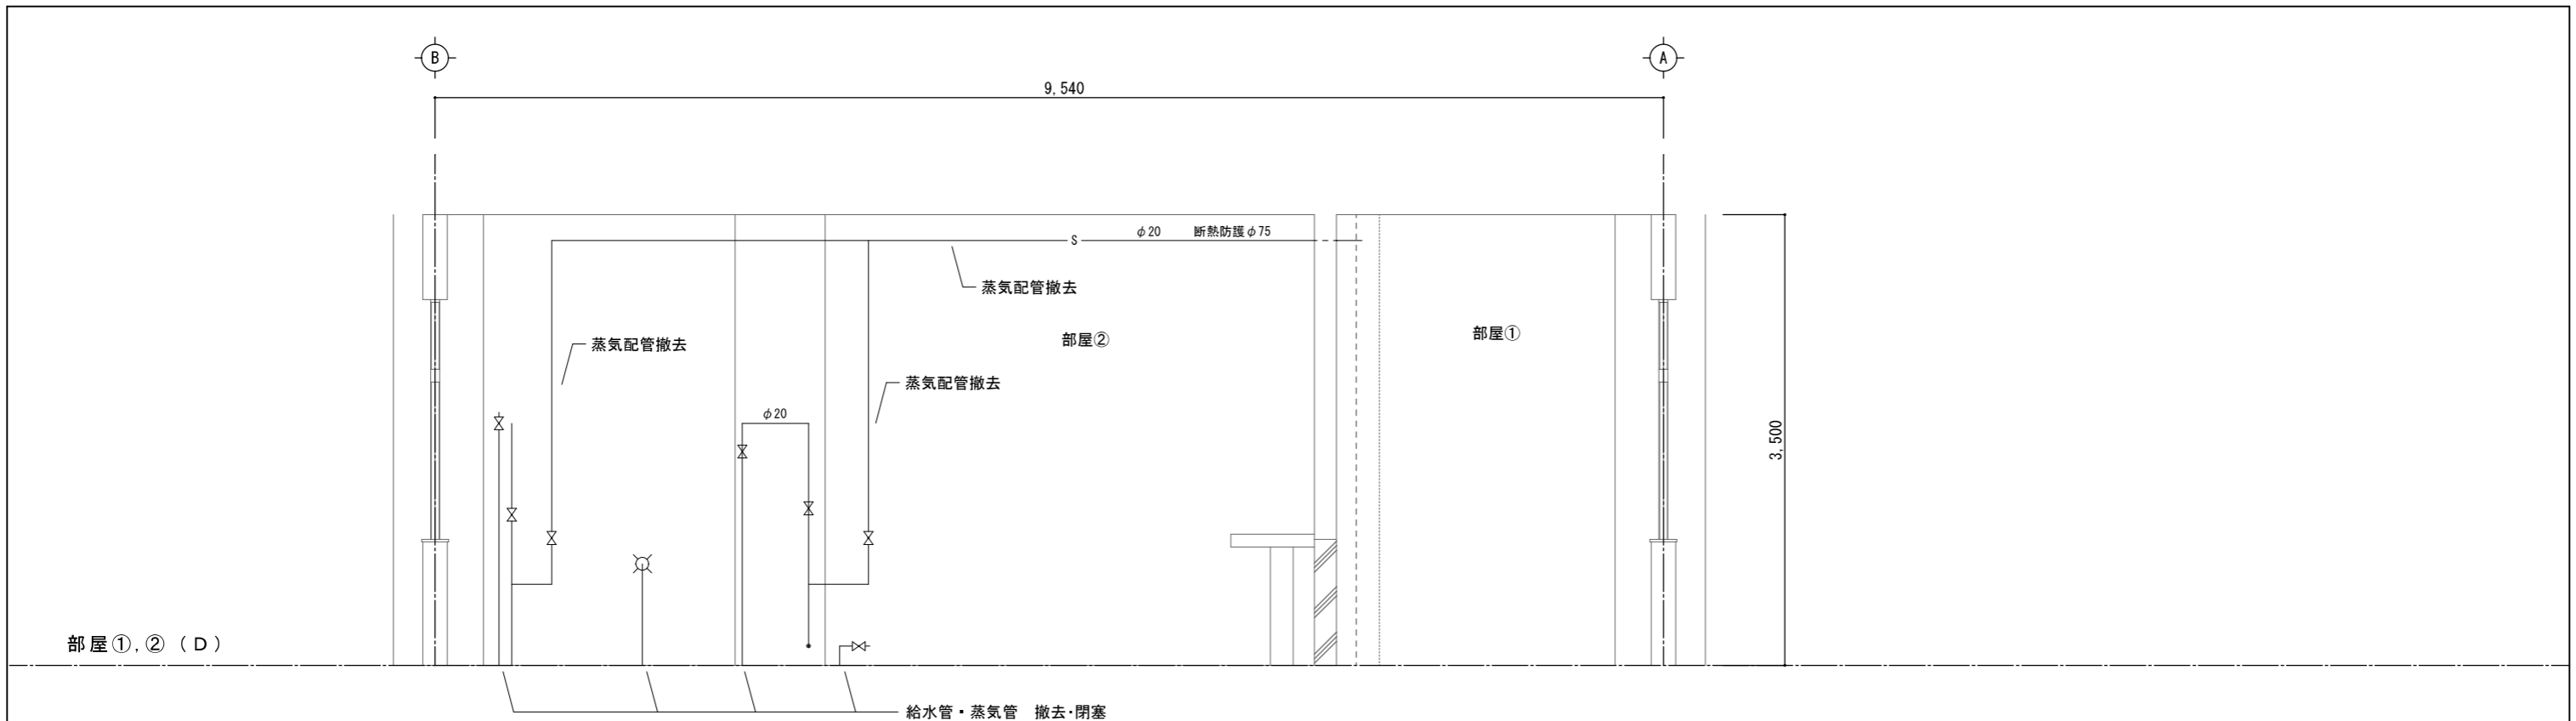 B
A
9,540
S
φ20 断熱防護φ75
蒸気配管撤去
部屋①
部屋②
蒸気配管撤去
蒸気配管撤去
φ20
3,500
部屋①,②（D）
給水管・蒸気管 撤去・閉塞